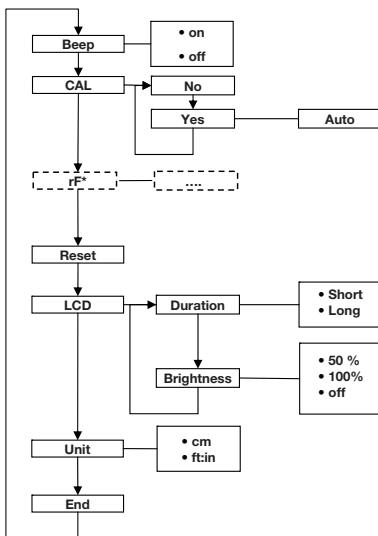 Beep
• on
• off
CAL
No
Yes
Auto
rF*
....
Reset
LCD
Duration
• Short
• Long
Brightness
• 50 %
• 100%
• off
Unit
• cm
• ft:in
End